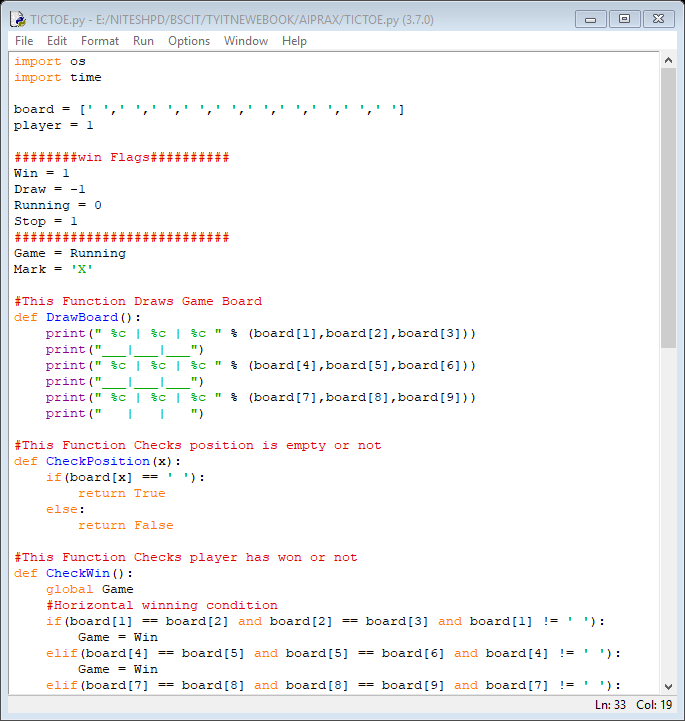 TICTOE.py - E:/NITESHPD/BSCIT/TYITNEWEBOOK/AIPRAX/TICTOE.py (3.7.0)
File Edit Format Run Options Window Help
import os
import time

board = [' ',' ',' ',' ',' ',' ',' ',' ',' ',' ']
player = 1

########win Flags##########
Win = 1
Draw = -1
Running = 0
Stop = 1
###########################
Game = Running
Mark = 'X'

#This Function Draws Game Board
def DrawBoard():
    print(" %c | %c | %c " % (board[1],board[2],board[3]))
    print("___|___|___")
    print(" %c | %c | %c " % (board[4],board[5],board[6]))
    print("___|___|___")
    print(" %c | %c | %c " % (board[7],board[8],board[9]))
    print("   |   |   ")

#This Function Checks position is empty or not
def CheckPosition(x):
    if(board[x] == ' '):
        return True
    else:
        return False

#This Function Checks player has won or not
def CheckWin():
    global Game
    #Horizontal winning condition
    if(board[1] == board[2] and board[2] == board[3] and board[1] != ' '):
        Game = Win
    elif(board[4] == board[5] and board[5] == board[6] and board[4] != ' '):
        Game = Win
    elif(board[7] == board[8] and board[8] == board[9] and board[7] != ' '):
Ln: 33 Col: 19